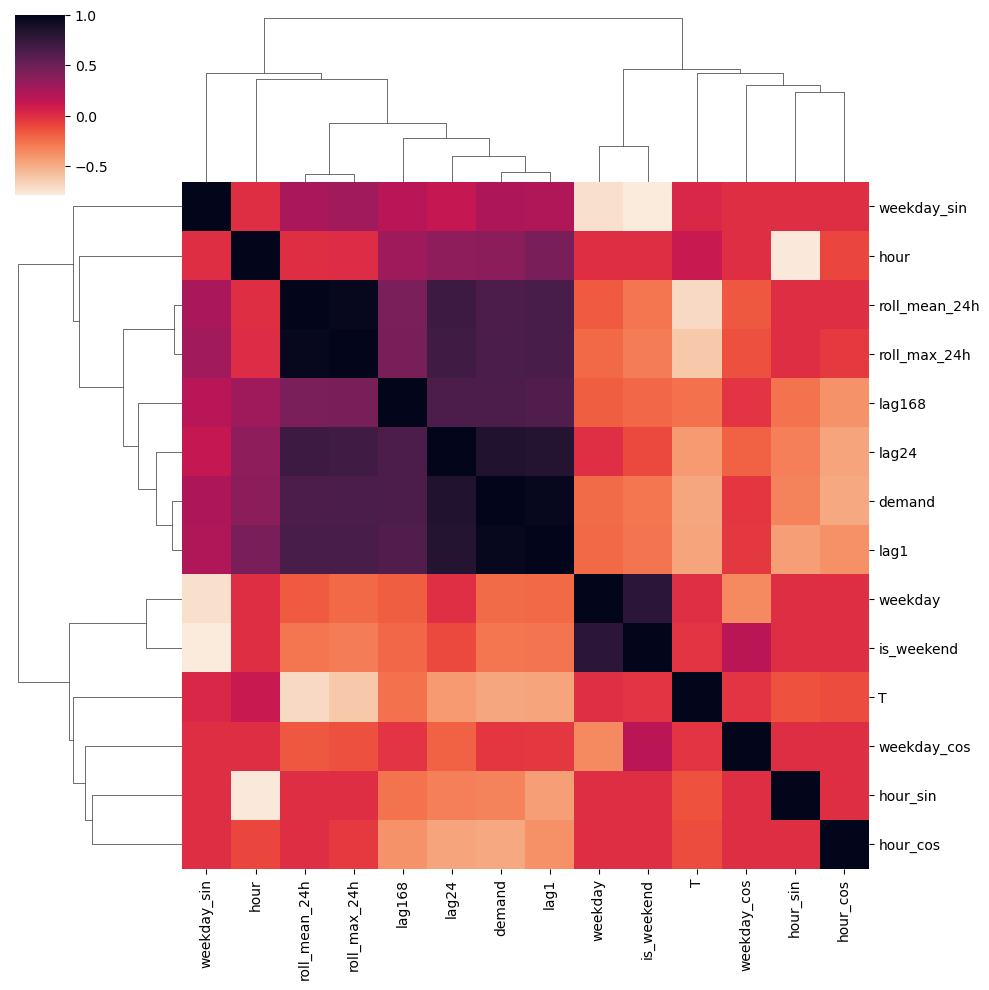 1.0
0.5
0.0
−0.5
weekday_sin
hour
roll_mean_24h
roll_max_24h
lag168
lag24
demand
lag1
weekday
is_weekend
T
weekday_cos
hour_sin
hour_cos
weekday_sin
hour
roll_mean_24h
roll_max_24h
lag168
lag24
demand
lag1
weekday
is_weekend
T
weekday_cos
hour_sin
hour_cos